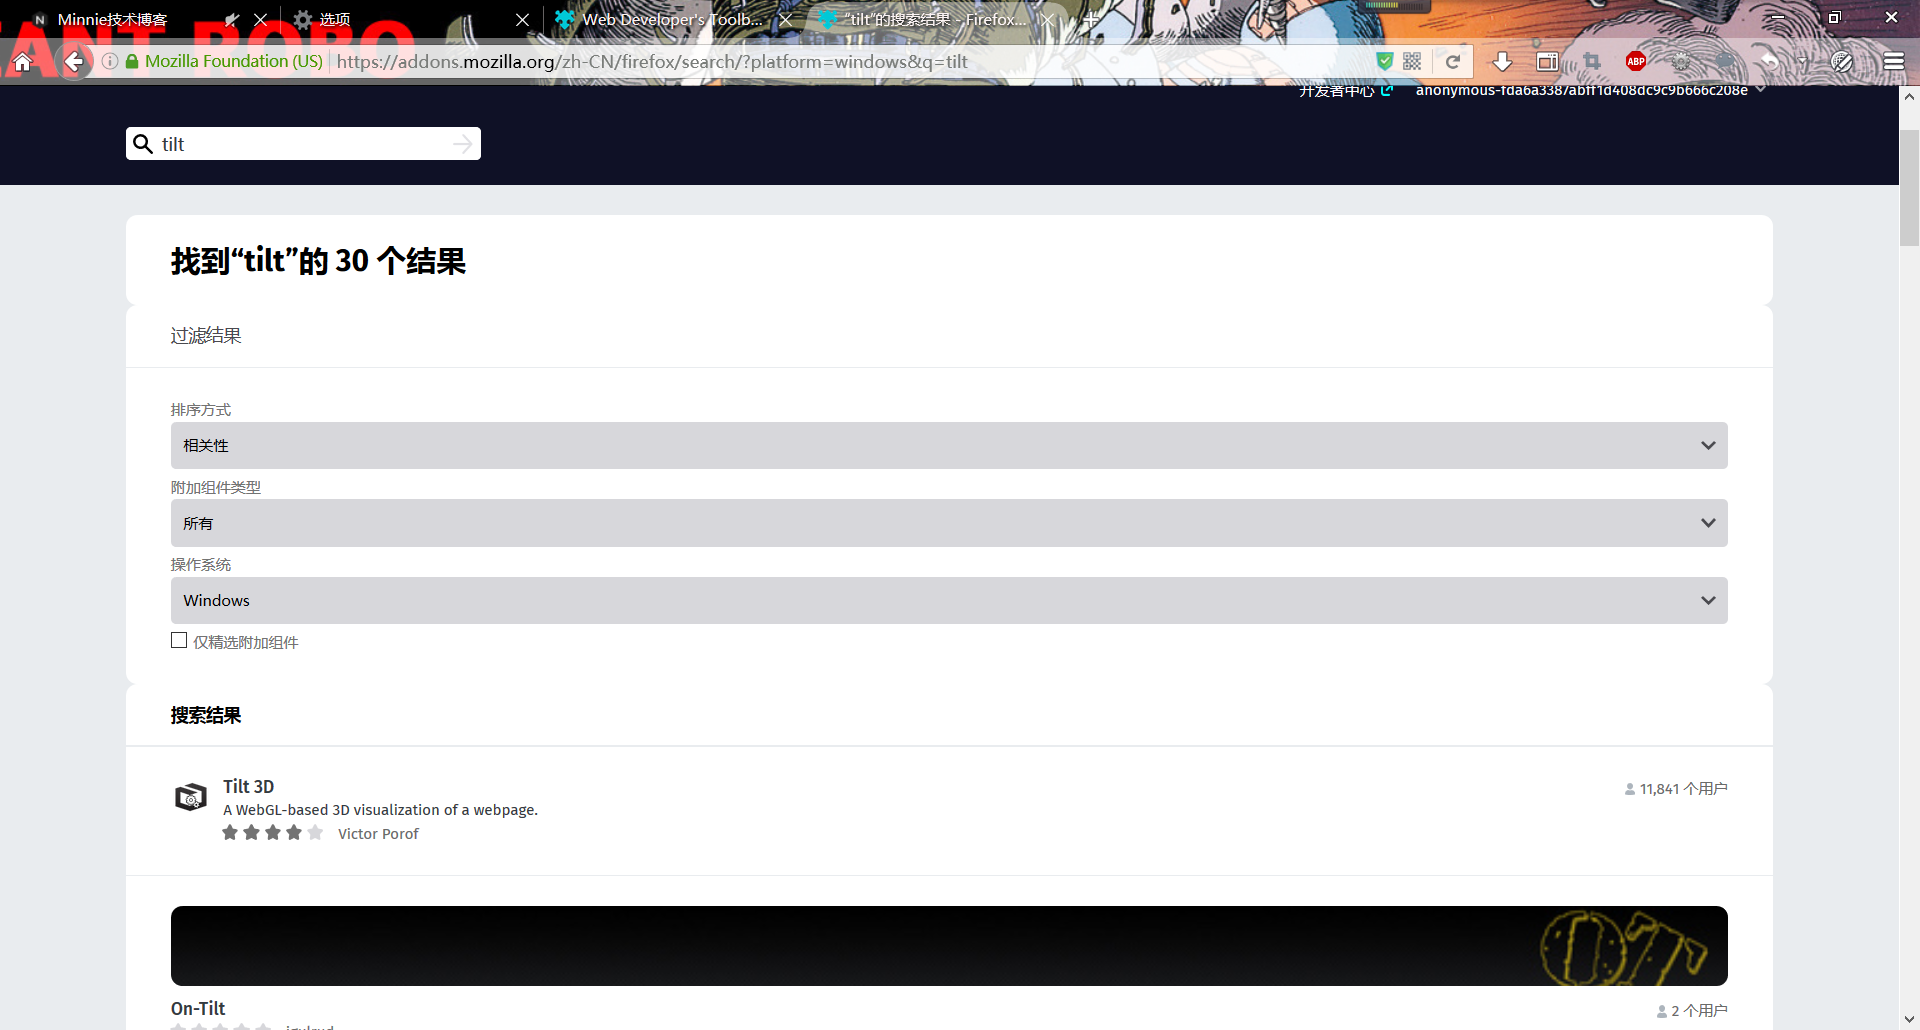 Minnie技术博客
选项
Web Developer's Toolb...
“tilt”的搜索结果 - Firefox...
Mozilla Foundation (US)
https://addons.mozilla.org/zh-CN/firefox/search/?platform=windows&q=tilt
ABP
开发者中心
anonymous-fda6a3387abff1d408dc9c9b666c208e
tilt
找到“tilt”的 30 个结果
过滤结果
排序方式
相关性
附加组件类型
所有
操作系统
Windows
仅精选附加组件
搜索结果
Tilt 3D
11,841 个用户
A WebGL-based 3D visualization of a webpage.
Victor Porof
OT
On-Tilt
2 个用户